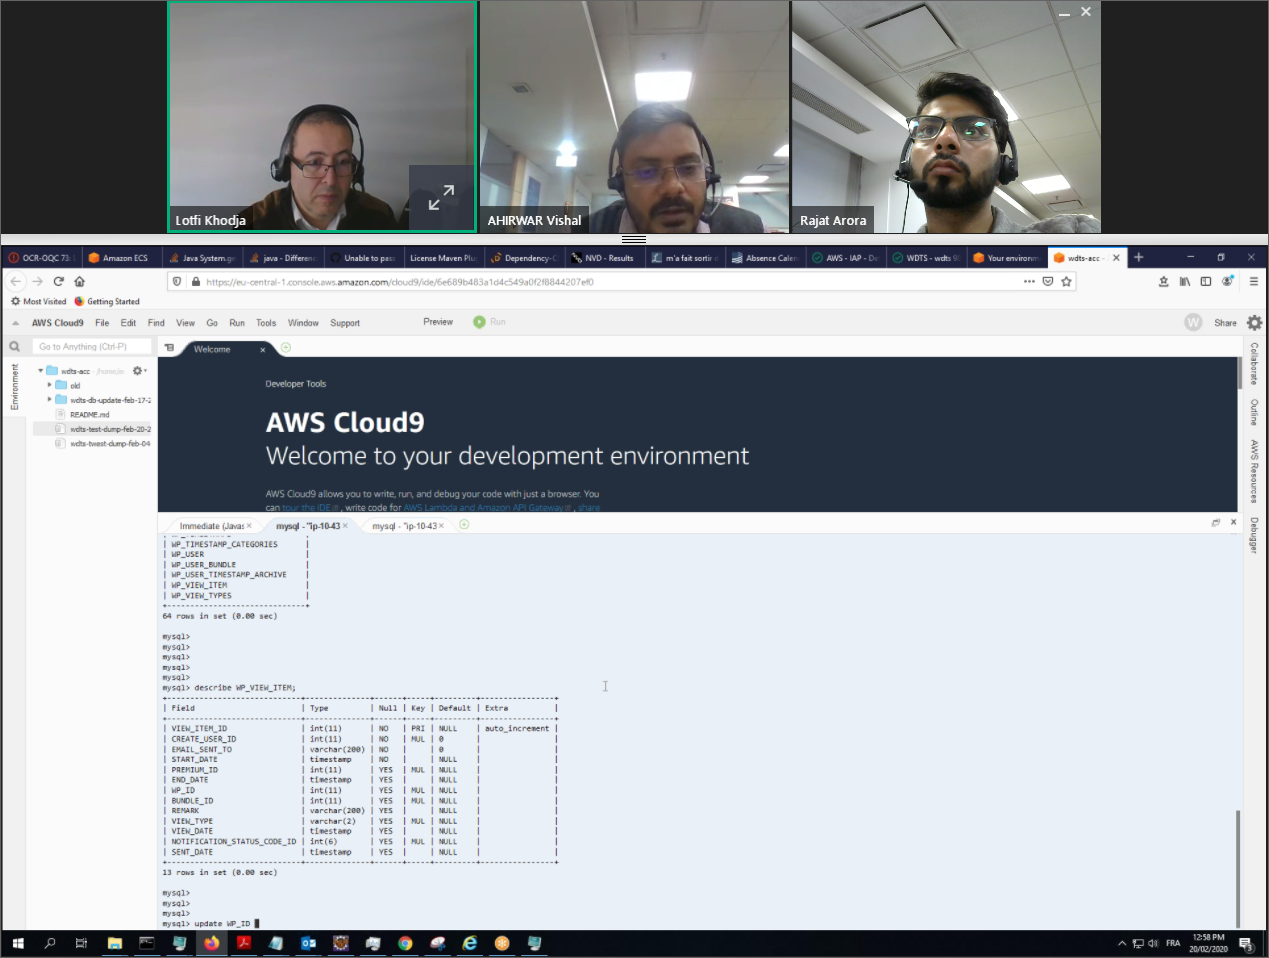 Lotfi Khodja
AHIRWAR Vishal
Rajat Arora
OCR-OQC 73:
Amazon ECS
Java System.ge
java - Differenc
Unable to pass
License Maven Plug
Dependency-C
NVD - Results
m'a fait sortir
Absence Calen
AWS - IAP - De
WDTS - wdts
Your environm
wdts-acc -
https://eu-central-1.console.aws.amazon.com/cloud9/ide/6e689b483a1d4c549a0f2f8844207ef0
Most Visited
Getting Started
AWS Cloud9 File Edit Find View Go Run Tools Window Support
Preview
Run
W
Share
Go to Anything (Ctrl-P)
Environment
wdts-acc
old
wdts-db-update-feb-17-2
README.md
wdts-test-dump-feb-20-2
wdts-twest-dump-feb-04
Welcome
Developer Tools
AWS Cloud9
Welcome to your development environment
AWS Cloud9 allows you to write, run, and debug your code with just a browser. You
can tour the IDE, write code for AWS Lambda and Amazon API Gateway, share
Collaborate
Outline
AWS Resources
Debugger
Immediate (Javas
mysql - "ip-10-43
mysql - "ip-10-43
| WP_TIMESTAMP_CATEGORIES |
| WP_USER |
| WP_USER_BUNDLE |
| WP_USER_TIMESTAMP_ARCHIVE |
| WP_VIEW_ITEM |
| WP_VIEW_TYPES |
64 rows in set (0.00 sec)
mysql>
mysql>
mysql>
mysql>
mysql>
mysql> describe WP_VIEW_ITEM;
| Field | Type | Null | Key | Default | Extra |
| VIEW_ITEM_ID | int(11) | NO | PRI | NULL | auto_increment |
| CREATE_USER_ID | int(11) | NO | MUL | 0 | |
| EMAIL_SENT_TO | varchar(200) | NO | | 0 | |
| START_DATE | timestamp | NO | | NULL | |
| PREMIUM_ID | int(11) | YES | MUL | NULL | |
| END_DATE | timestamp | YES | | NULL | |
| WP_ID | int(11) | YES | MUL | NULL | |
| BUNDLE_ID | int(11) | YES | MUL | NULL | |
| REMARK | varchar(200) | YES | | NULL | |
| VIEW_TYPE | varchar(2) | YES | MUL | NULL | |
| VIEW_DATE | timestamp | YES | | NULL | |
| NOTIFICATION_STATUS_CODE_ID | int(6) | YES | MUL | NULL | |
| SENT_DATE | timestamp | YES | | NULL | |
13 rows in set (0.00 sec)
mysql>
mysql>
mysql>
mysql> update WP_ID
FRA
12:58 PM
20/02/2020
3